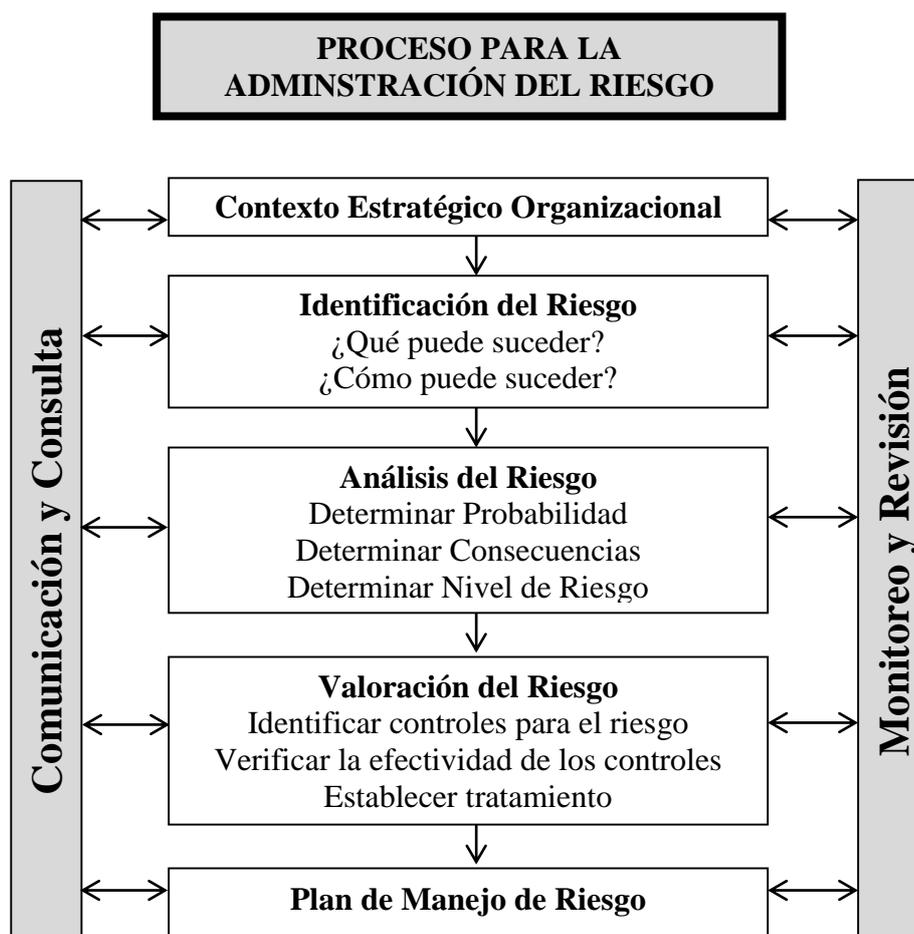 PROCESO PARA LA
ADMINSTRACIÓN DEL RIESGO
Comunicación y Consulta
Contexto Estratégico Organizacional
Identificación del Riesgo
¿Qué puede suceder?
¿Cómo puede suceder?
Análisis del Riesgo
Determinar Probabilidad
Determinar Consecuencias
Determinar Nivel de Riesgo
Valoración del Riesgo
Identificar controles para el riesgo
Verificar la efectividad de los controles
Establecer tratamiento
Plan de Manejo de Riesgo
Monitoreo y Revisión